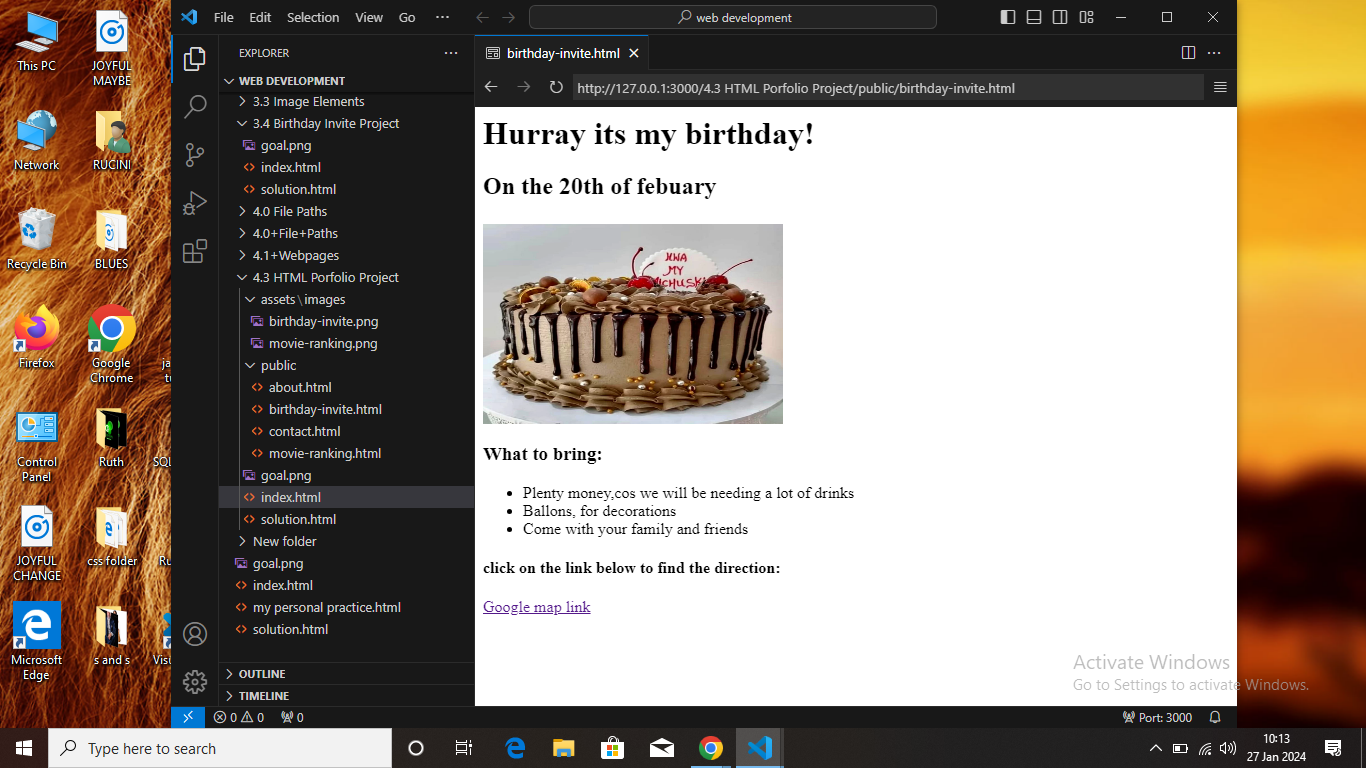 This PC
JOYFUL MAYBE
Network
RUCINI
Recycle Bin
BLUES
Firefox
Google Chrome
Control Panel
Ruth
SQL
JOYFUL CHANGE
css folder
Microsoft Edge
s and s
File Edit Selection View Go ···
web development
EXPLORER
WEB DEVELOPMENT
3.3 Image Elements
3.4 Birthday Invite Project
goal.png
index.html
solution.html
4.0 File Paths
4.0+File+Paths
4.1+Webpages
4.3 HTML Porfolio Project
assets\images
birthday-invite.png
movie-ranking.png
public
about.html
birthday-invite.html
contact.html
movie-ranking.html
goal.png
index.html
solution.html
New folder
goal.png
index.html
my personal practice.html
solution.html
OUTLINE
TIMELINE
birthday-invite.html
http://127.0.0.1:3000/4.3 HTML Porfolio Project/public/birthday-invite.html
Hurray its my birthday!
On the 20th of febuary
HWA
MY
What to bring:
Plenty money,cos we will be needing a lot of drinks
Ballons, for decorations
Come with your family and friends
click on the link below to find the direction:
Google map link
Activate Windows
Go to Settings to activate Windows.
0 0 0
Port: 3000
Type here to search
10:13
27 Jan 2024